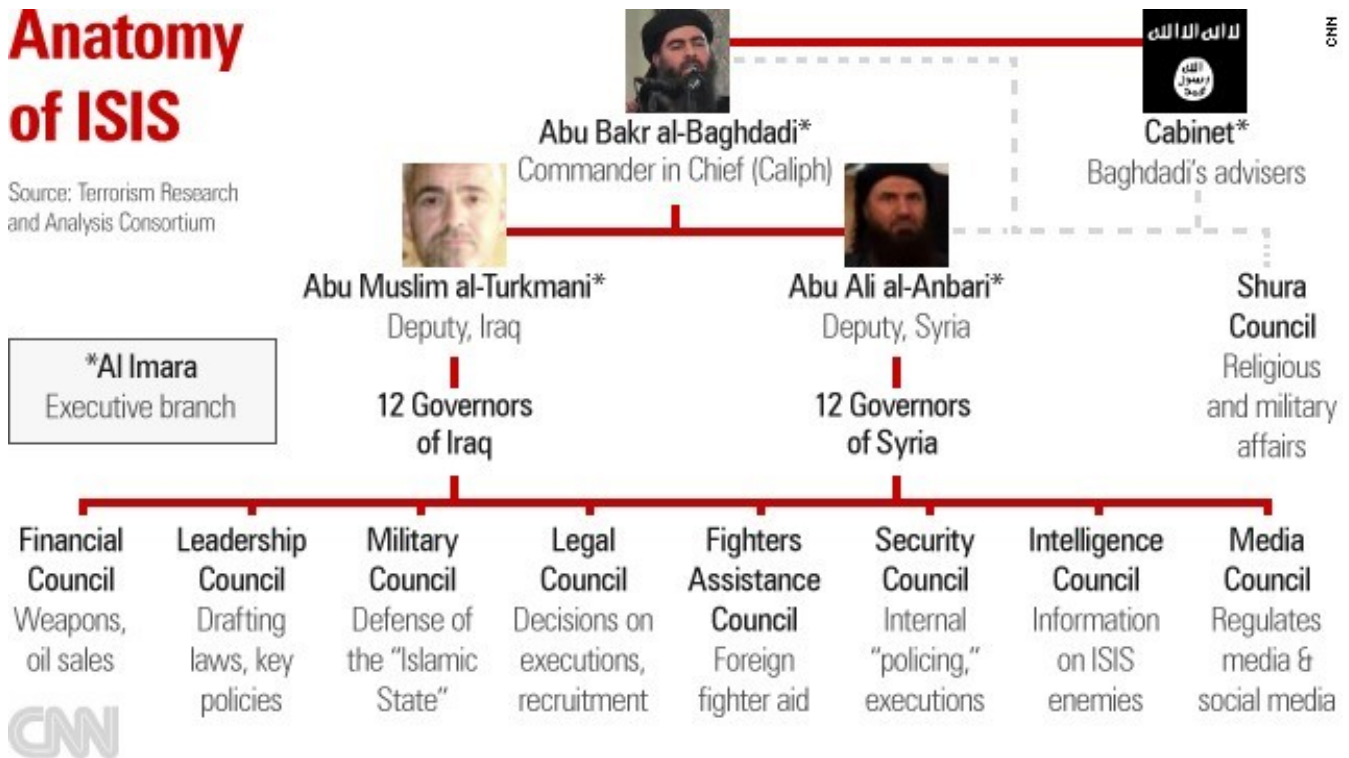 Anatomy
of ISIS
Source: Terrorism Research
and Analysis Consortium
CNN
لا اله الا الله
الله
رسول
محمد
Abu Bakr al-Baghdadi*
Commander in Chief (Caliph)
Cabinet*
Baghdadi's advisers
Abu Muslim al-Turkmani*
Deputy, Iraq
Abu Ali al-Anbari*
Deputy, Syria
Shura
Council
Religious
and military
affairs
*Al Imara
Executive branch
12 Governors
of Iraq
12 Governors
of Syria
Financial
Council
Weapons,
oil sales
Leadership
Council
Drafting
laws, key
policies
Military
Council
Defense of
the "Islamic
State"
Legal
Council
Decisions on
executions,
recruitment
Fighters
Assistance
Council
Foreign
fighter aid
Security
Council
Internal
"policing,"
executions
Intelligence
Council
Information
on ISIS
enemies
Media
Council
Regulates
media &
social media
CNN